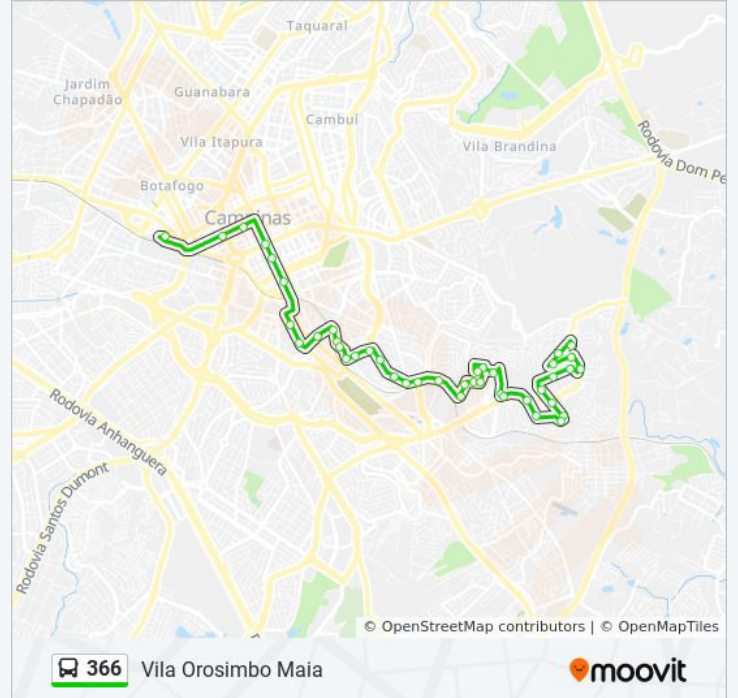 Taquaral
Jardim
Chapadão
Guanabara
Cambuí
Vila Itapura
Vila Brandina
Rodovia Dom Pe
Botafogo
Campinas
Rodovia Anhanguera
Rodovia Santos Dumont
© OpenStreetMap contributors | © OpenMapTiles
366 Vila Orosimbo Maia
moovit